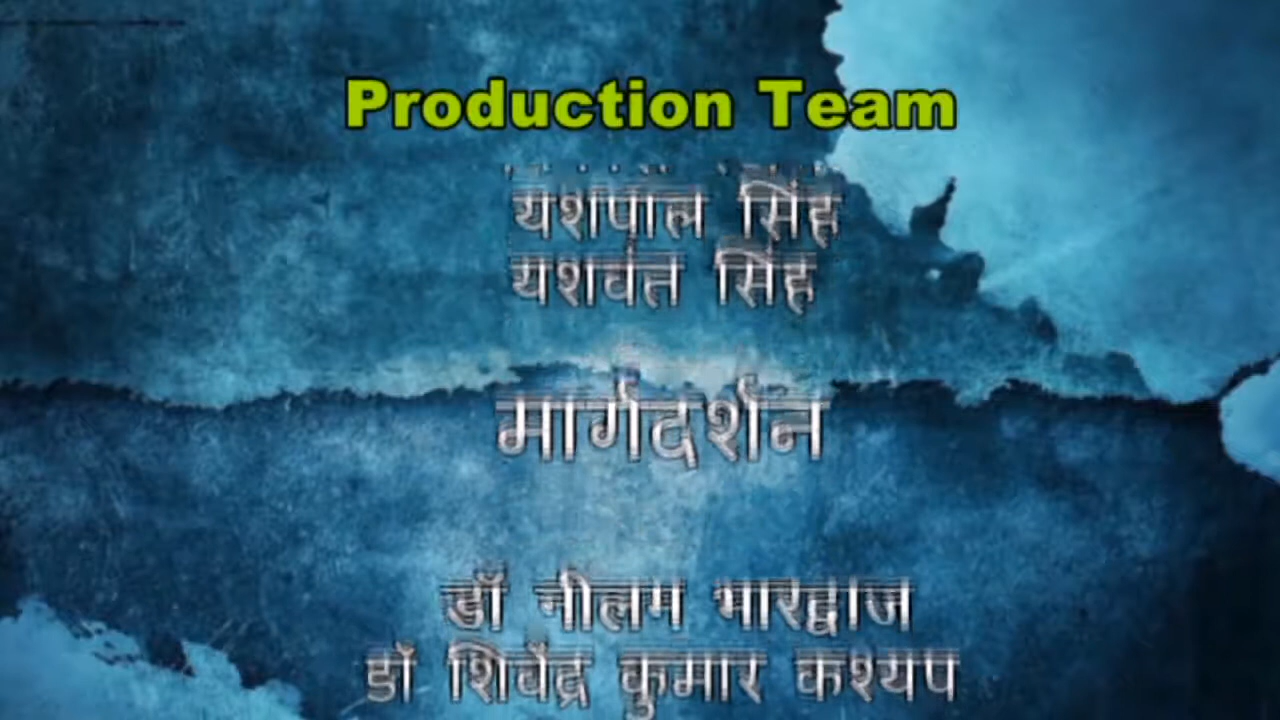 Production Team
यशपाल सिंह
यशवंत सिंह
मार्गदर्शन
डॉ नीलम भारद्वाज
डॉ शिवेंद्र कुमार कश्यप